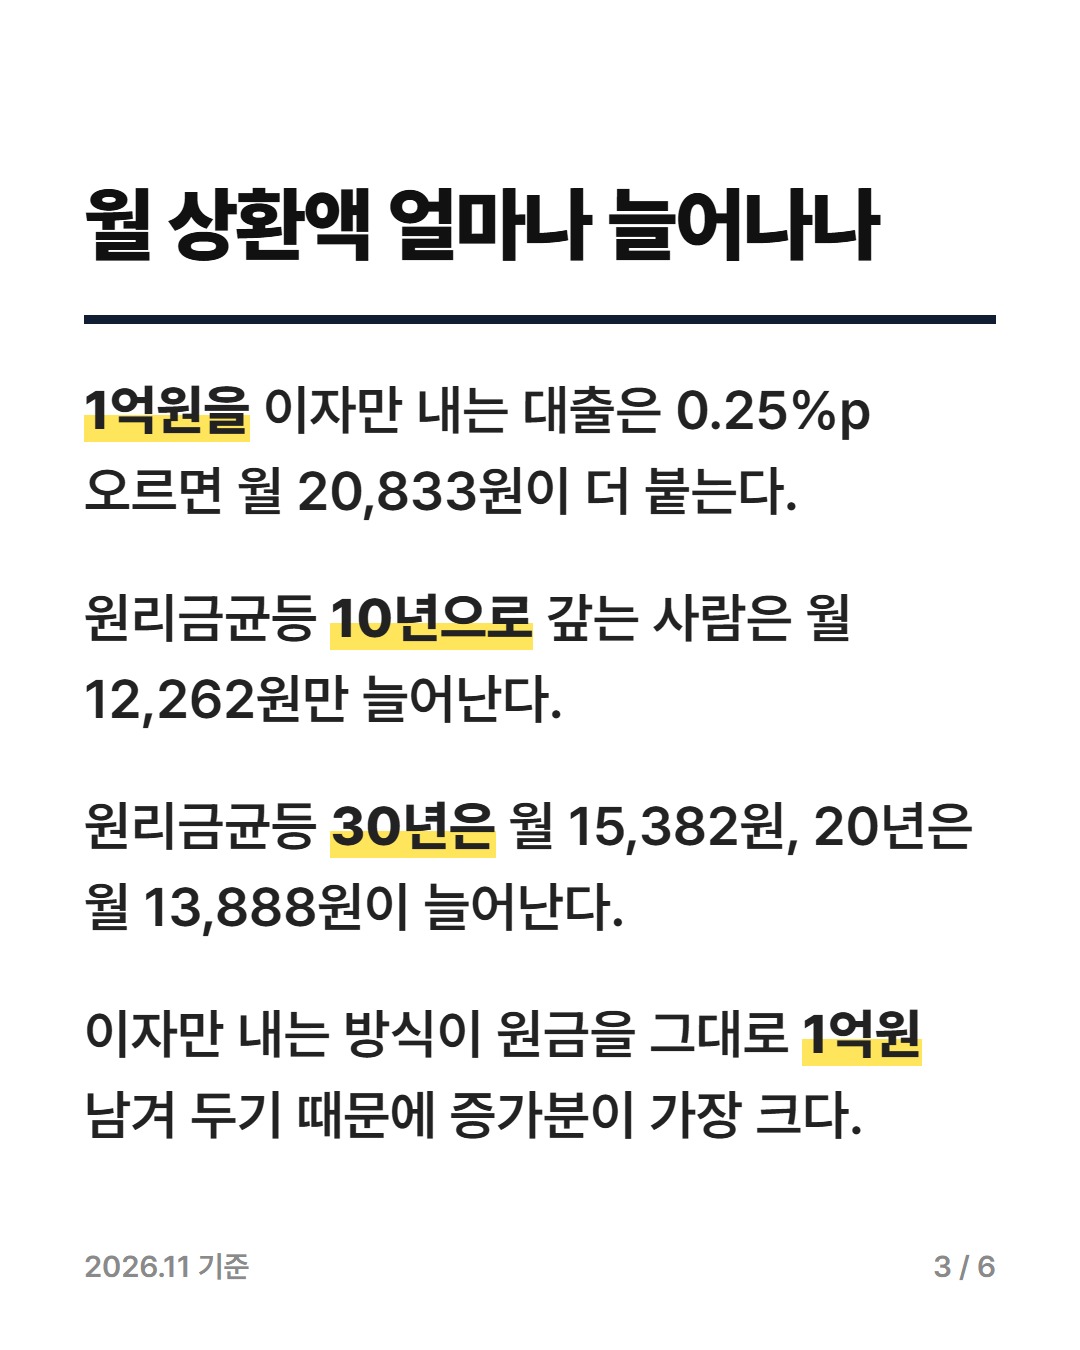 월 상환액 얼마나 늘어나나
1억원을 이자만 내는 대출은 0.25%p
오르면 월 20,833원이 더 붙는다.
원리금균등 10년으로 갚는 사람은 월
12,262원만 늘어난다.
원리금균등 30년은 월 15,382원, 20년은
월 13,888원이 늘어난다.
이자만 내는 방식이 원금을 그대로 1억원
남겨 두기 때문에 증가분이 가장 크다.
2026.11 기준
3 / 6